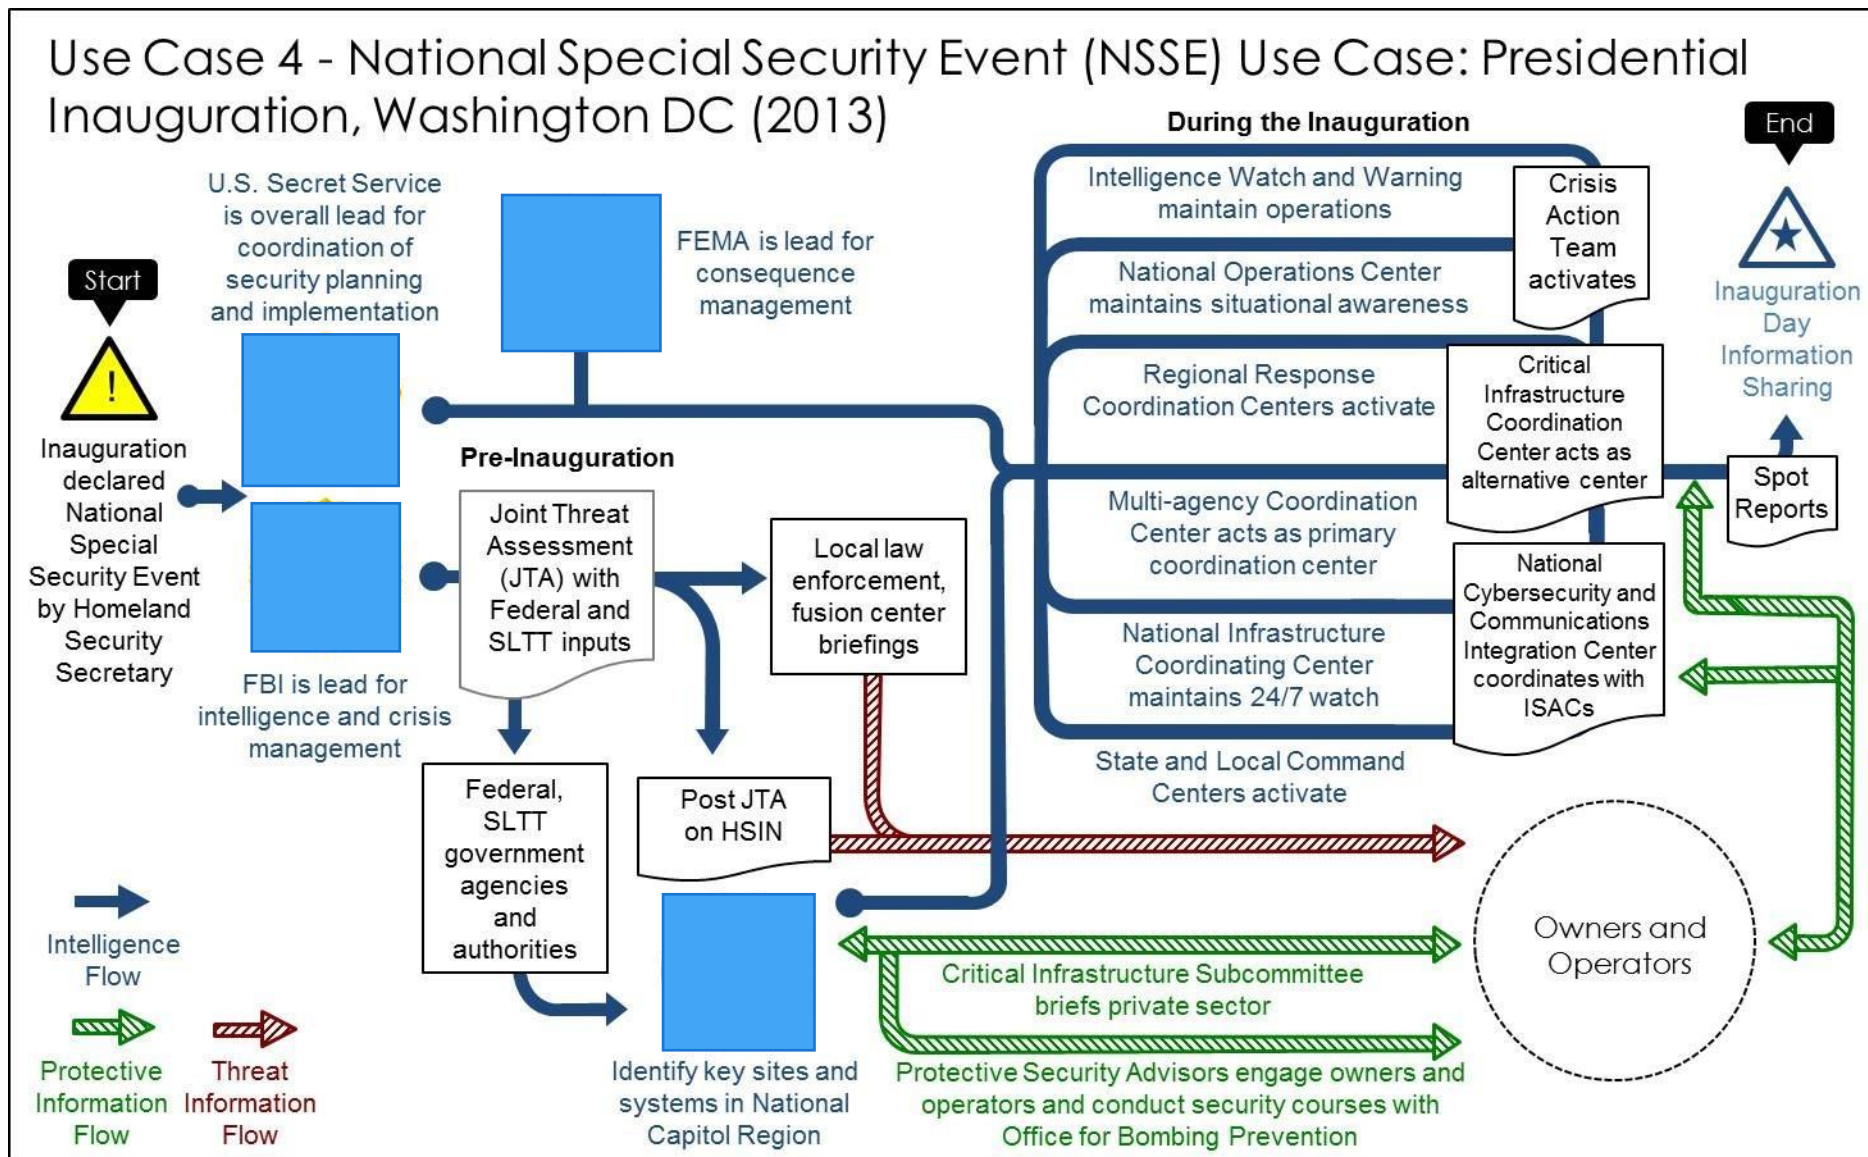 Use Case 4 - National Special Security Event (NSSE) Use Case: Presidential
Inauguration, Washington DC (2013)
Start
!
Inauguration
declared
National
Special
Security Event
by Homeland
Security
Secretary
U.S. Secret Service
is overall lead for
coordination of
security planning
and implementation
FBI is lead for
intelligence and crisis
management
FEMA is lead for
consequence
management
Pre-Inauguration
Joint Threat
Assessment
(JTA) with
Federal and
SLTT inputs
Local law
enforcement,
fusion center
briefings
Federal,
SLTT
government
agencies
and
authorities
Post JTA
on HSIN
Identify key sites and
systems in National
Capitol Region
During the Inauguration
Intelligence Watch and Warning
maintain operations
National Operations Center
maintains situational awareness
Regional Response
Coordination Centers activate
Multi-agency Coordination
Center acts as primary
coordination center
National Infrastructure
Coordinating Center
maintains 24/7 watch
State and Local Command
Centers activate
Crisis
Action
Team
activates
Critical
Infrastructure
Coordination
Center acts as
alternative center
National
Cybersecurity and
Communications
Integration Center
coordinates with
ISACs
End
Inauguration
Day
Information
Sharing
Spot
Reports
Owners and
Operators
Critical Infrastructure Subcommittee
briefs private sector
Protective Security Advisors engage owners and
operators and conduct security courses with
Office for Bombing Prevention
Intelligence
Flow
Protective
Information
Flow
Threat
Information
Flow